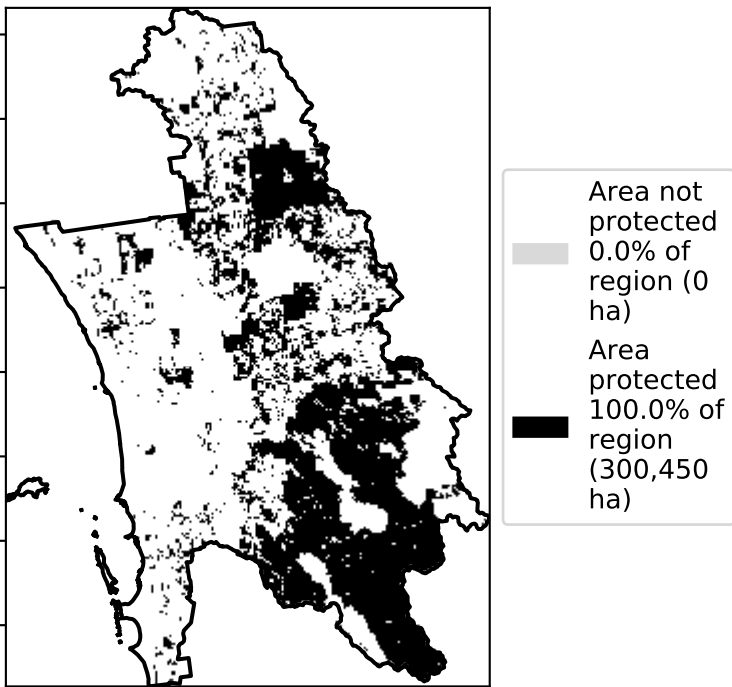 Area not
protected
0.0% of
region (0
ha)
Area
protected
100.0% of
region
(300,450
ha)